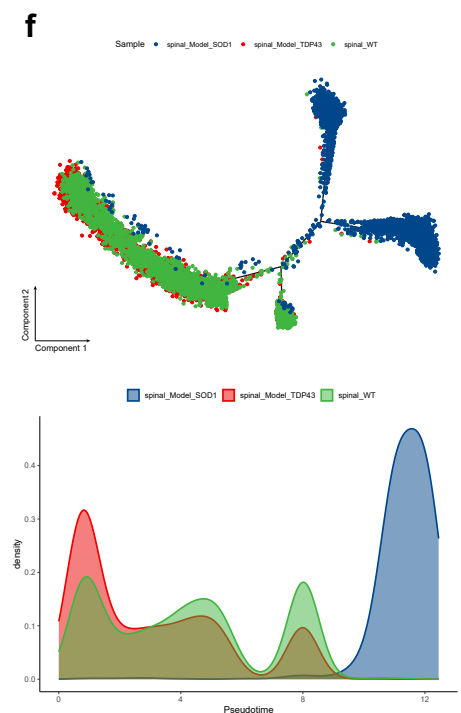 f
Sample spinal_Model_SOD1 spinal_Model_TDP43 spinal_WT
Component 2
Component 1
spinal_Model_SOD1 spinal_Model_TDP43 spinal_WT
density
0.4
0.3
0.2
0.1
0.0
0 4 8 12
Pseudotime